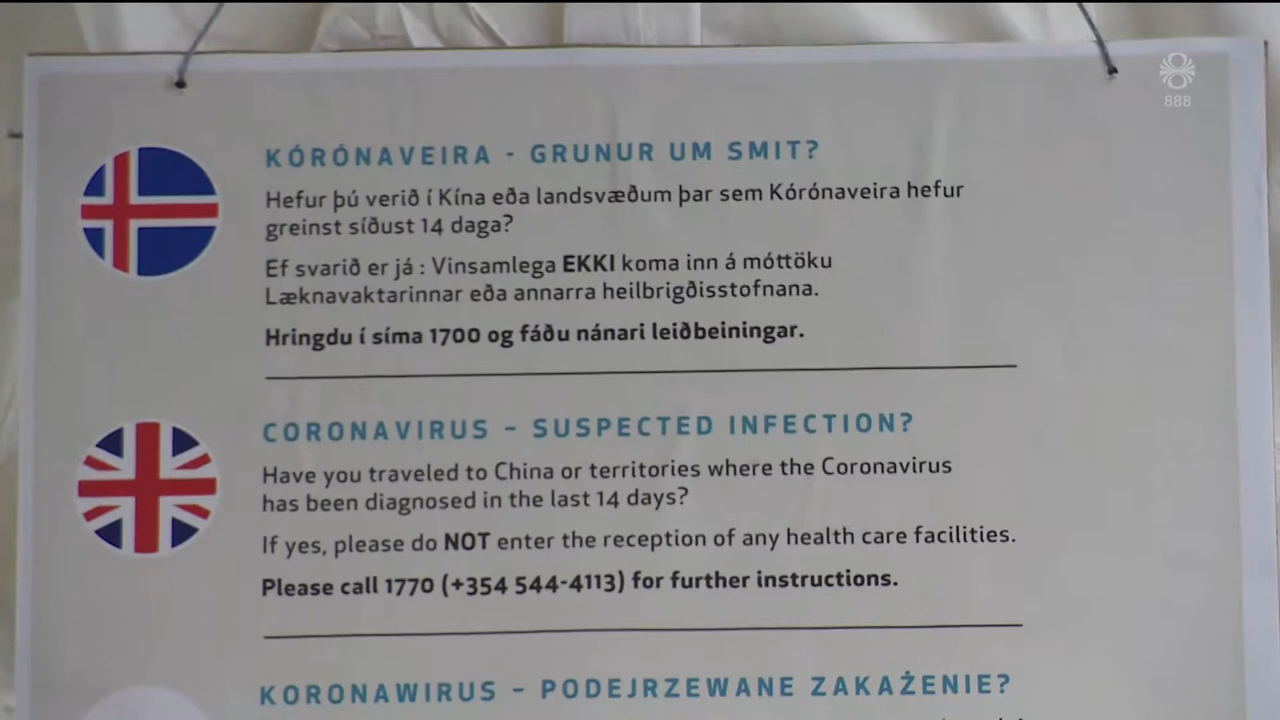 888
KÓRÓNAVEIRA - GRUNUR UM SMIT?
Hefur þú verið í Kína eða landsvæðum þar sem Kórónaveira hefur
greinst síðust 14 daga?
Ef svarið er já : Vinsamlega EKKI koma inn á móttöku
Læknavaktarinnar eða annarra heilbrigðisstofnana.
Hringdu í síma 1700 og fáðu nánari leiðbeiningar.
CORONAVIRUS - SUSPECTED INFECTION?
Have you traveled to China or territories where the Coronavirus
has been diagnosed in the last 14 days?
If yes, please do NOT enter the reception of any health care facilities.
Please call 1770 (+354 544-4113) for further instructions.
KORONAWIRUS - PODEJRZEWANE ZAKAŻENIE?